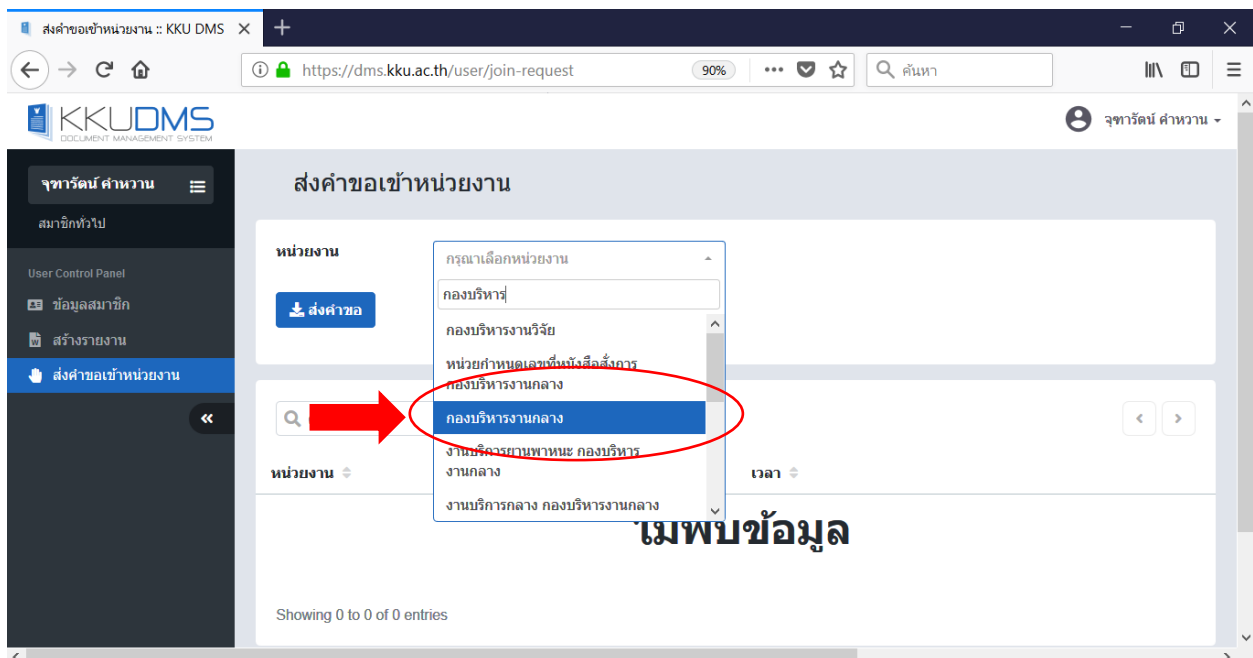 ส่งคำขอเข้าหน่วยงาน :: KKU DMS
https://dms.kku.ac.th/user/join-request
90%
ค้นหา
KKUDMS
DOCUMENT MANAGEMENT SYSTEM
จุฑารัตน์ คำหวาน
จุฑารัตน์ คำหวาน
สมาชิกทั่วไป
User Control Panel
ข้อมูลสมาชิก
สร้างรายงาน
ส่งคำขอเข้าหน่วยงาน
ส่งคำขอเข้าหน่วยงาน
หน่วยงาน
กรุณาเลือกหน่วยงาน
กองบริหาร
ส่งคำขอ
กองบริหารงานวิจัย
หน่วยกำหนดเลขที่หนังสือสั่งการ
กองบริหารงานกลาง
กองบริหารงานกลาง
งานบริการยานพาหนะ กองบริหาร
งานกลาง
งานบริการกลาง กองบริหารงานกลาง
หน่วยงาน
เวลา
ไม่พบข้อมูล
Showing 0 to 0 of 0 entries